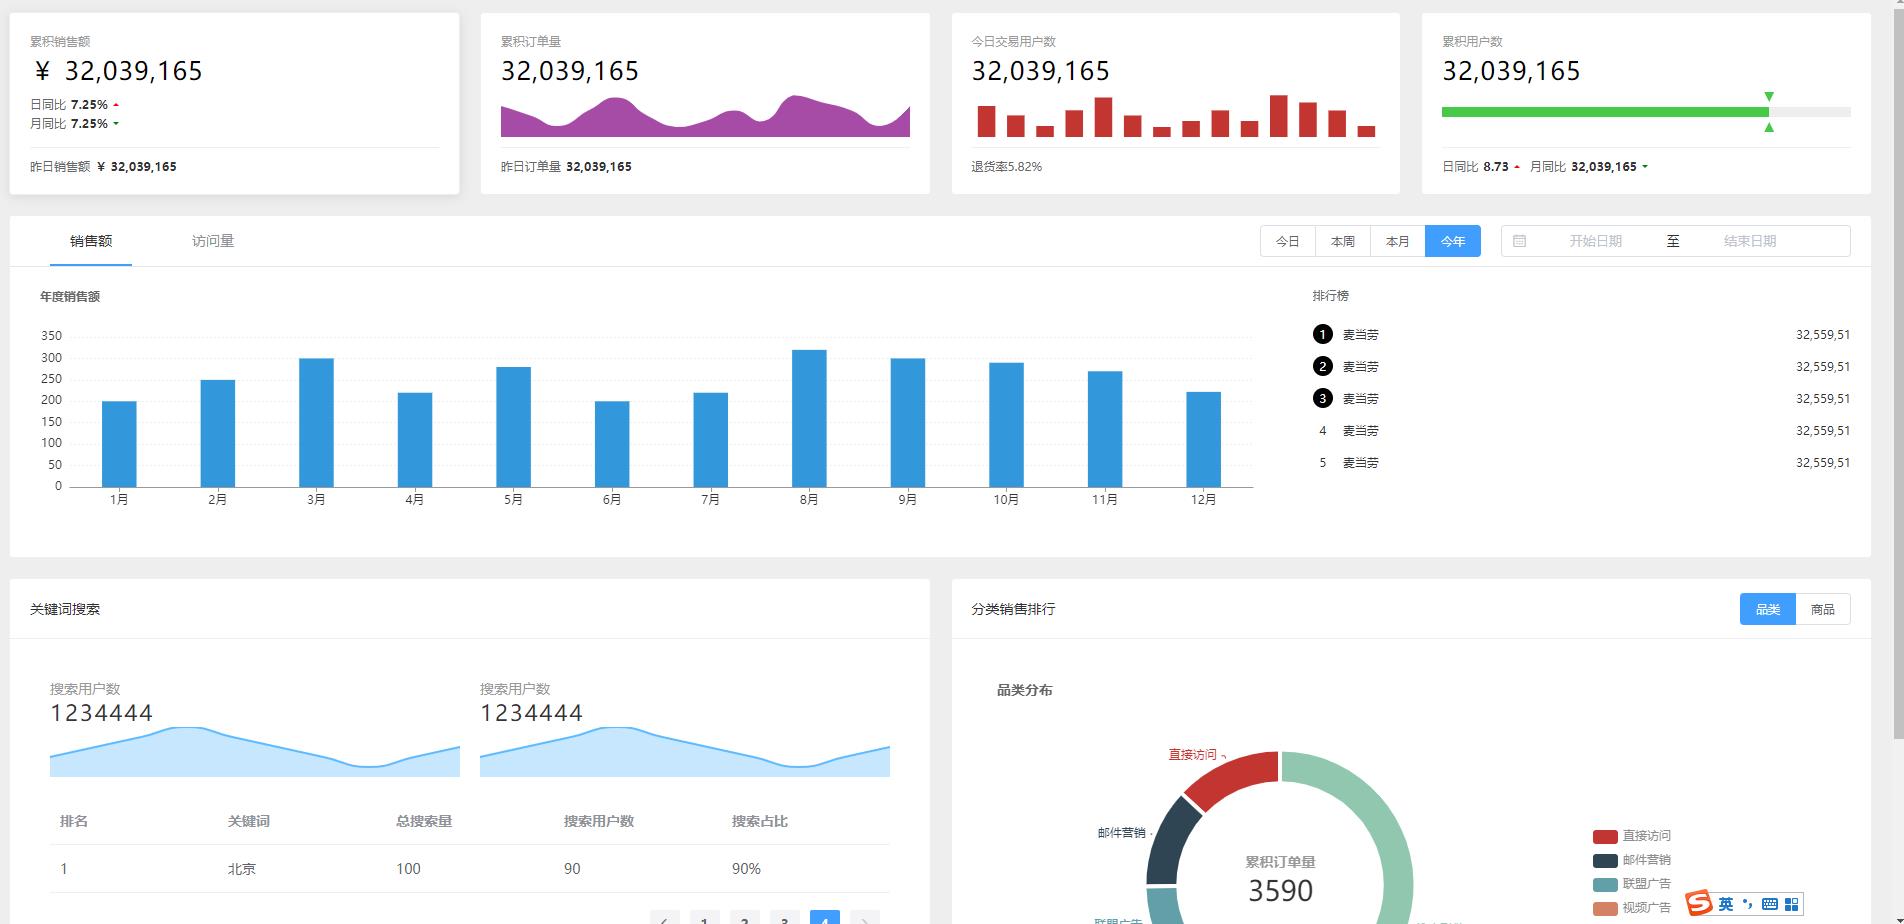 累积销售额
￥ 32,039,165
日同比 7.25%
月同比 7.25%
昨日销售额 ￥ 32,039,165
累积订单量
32,039,165
昨日订单量 32,039,165
今日交易用户数
32,039,165
退货率5.82%
累积用户数
32,039,165
日同比 8.73 月同比 32,039,165
销售额 访问量
今日 本周 本月 今年 开始日期 至 结束日期
年度销售额
350
300
250
200
150
100
50
0
1月 2月 3月 4月 5月 6月 7月 8月 9月 10月 11月 12月
排行榜
1 麦当劳 32,559,51
2 麦当劳 32,559,51
3 麦当劳 32,559,51
4 麦当劳 32,559,51
5 麦当劳 32,559,51
关键词搜索
搜索用户数
1234444
搜索用户数
1234444
排名 关键词 总搜索量 搜索用户数 搜索占比
1 北京 100 90 90%
1 2 3 4
分类销售排行
品类 商品
品类分布
直接访问
邮件营销
联盟广告
累积订单量
3590
直接访问
邮件营销
联盟广告
视频广告
英